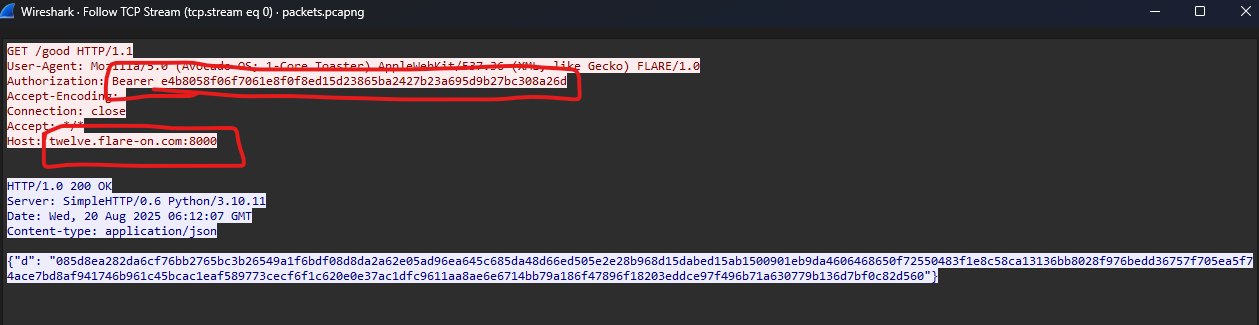 Wireshark · Follow TCP Stream (tcp.stream eq 0) · packets.pcapng
GET /good HTTP/1.1
User-Agent: Mozilla/5.0 (Avocado OS; 1-Core Toaster) AppleWebKit/537.36 (XML, like Gecko) FLARE/1.0
Authorization: Bearer e4b8058f06f7061e8f0f8ed15d23865ba2427b23a695d9b27bc308a26d
Accept-Encoding:
Connection: close
Accept: */*
Host: twelve.flare-on.com:8000
HTTP/1.0 200 OK
Server: SimpleHTTP/0.6 Python/3.10.11
Date: Wed, 20 Aug 2025 06:12:07 GMT
Content-type: application/json
{"d": "085d8ea282da6cf76bb2765bc3b26549a1f6bdf08d8da2a62e05ad96ea645c685da48d66ed505e2e28b968d15dabed15ab1500901eb9da4606468650f72550483f1e8c58ca13136bb8028f976bedd36757f705ea5f7
4ace7bd8af941746b961c45bcac1eaf589773cecf6f1c620e0e37ac1dfc9611aa8ae6e6714bb79a186f47896f18203eddce97f496b71a630779b136d7bf0c82d560"}